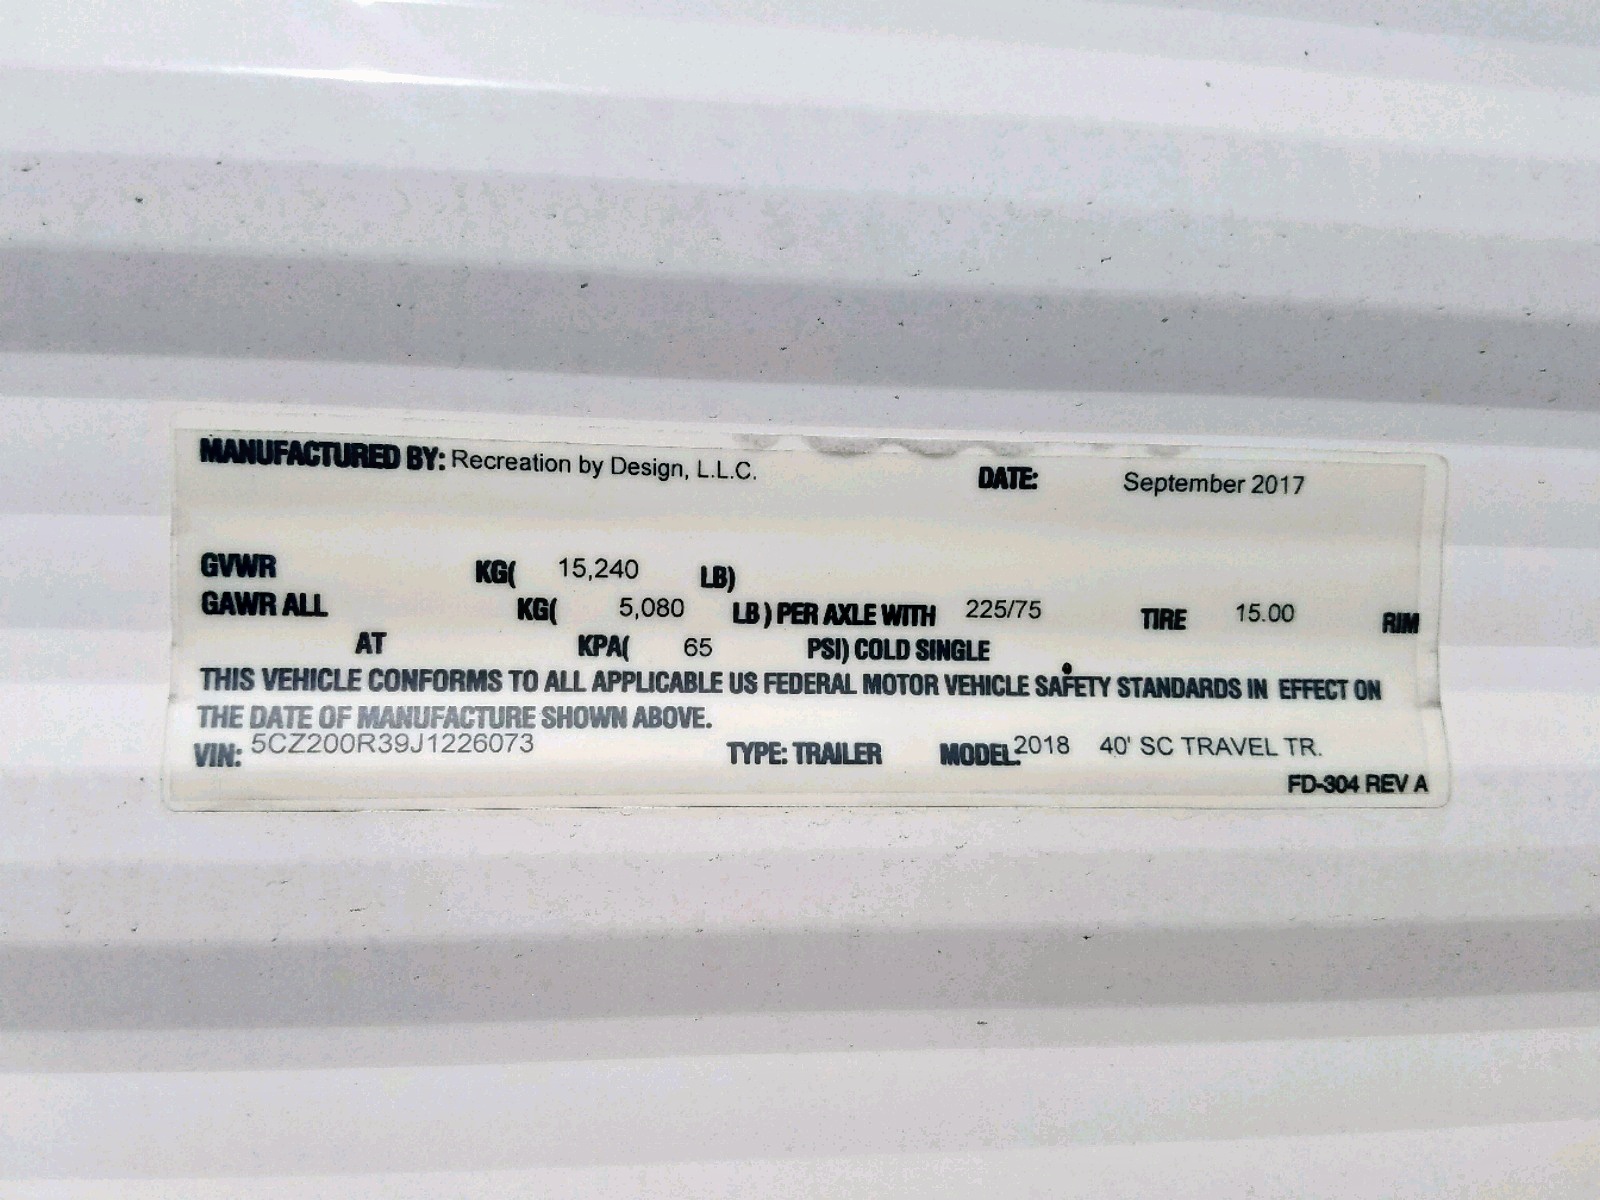 MANUFACTURED BY: Recreation by Design, L.L.C. DATE: September 2017
GVWR KG( 15,240 LB)
GAWR ALL KG( 5,080 LB) PER AXLE WITH 225/75 TIRE 15.00 RIM
AT KPA( 65 PSI) COLD SINGLE
THIS VEHICLE CONFORMS TO ALL APPLICABLE US FEDERAL MOTOR VEHICLE SAFETY STANDARDS IN EFFECT ON
THE DATE OF MANUFACTURE SHOWN ABOVE.
VIN: 5CZ200R39J1226073 TYPE: TRAILER MODEL: 2018 40' SC TRAVEL TR.
FD-304 REV A